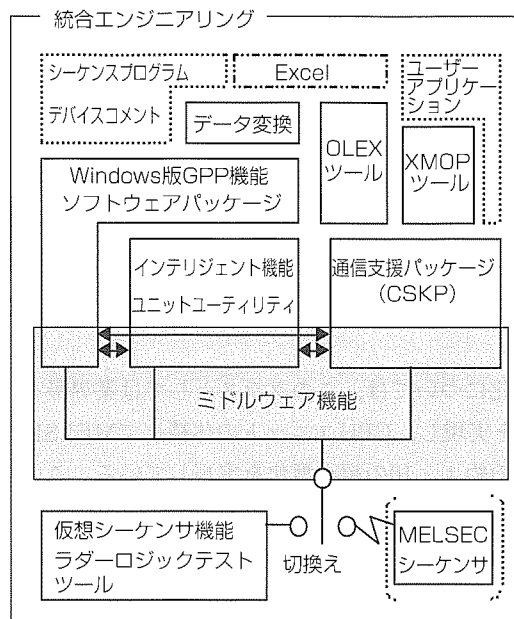 統合エンジニアリング
シーケンスプログラム
デバイスコメント
Excel
ユーザー
アプリケー
ション
データ変換
OLEX
ツール
XMOP
ツール
Windows版GPP機能
ソフトウェアパッケージ
インテリジェント機能
ユニットユーティリティ
通信支援パッケージ
(CSKP)
ミドルウェア機能
仮想シーケンサ機能
ラダーロジックテスト
ツール
切換え
MELSEC
シーケンサ